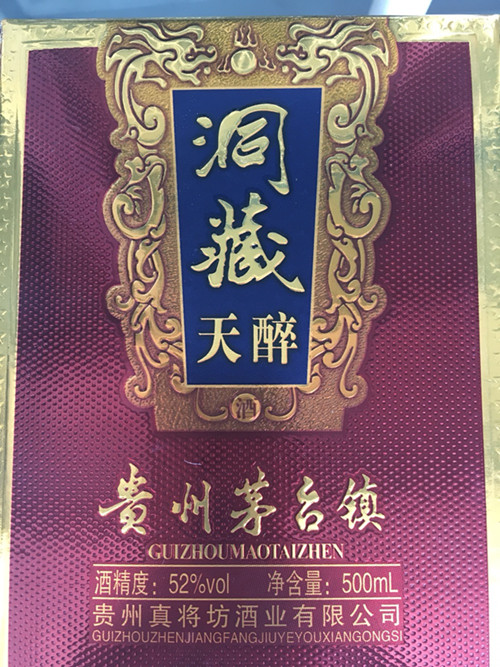 洞
藏
天醉
酒
贵州茅台镇
GUIZHOUMAOTAIZHEN
酒精度：52%vol 净含量：500mL
贵州真将坊酒业有限公司
GUIZHOUZHENJIANGFANGJIUYEYOUXIANGONGSI